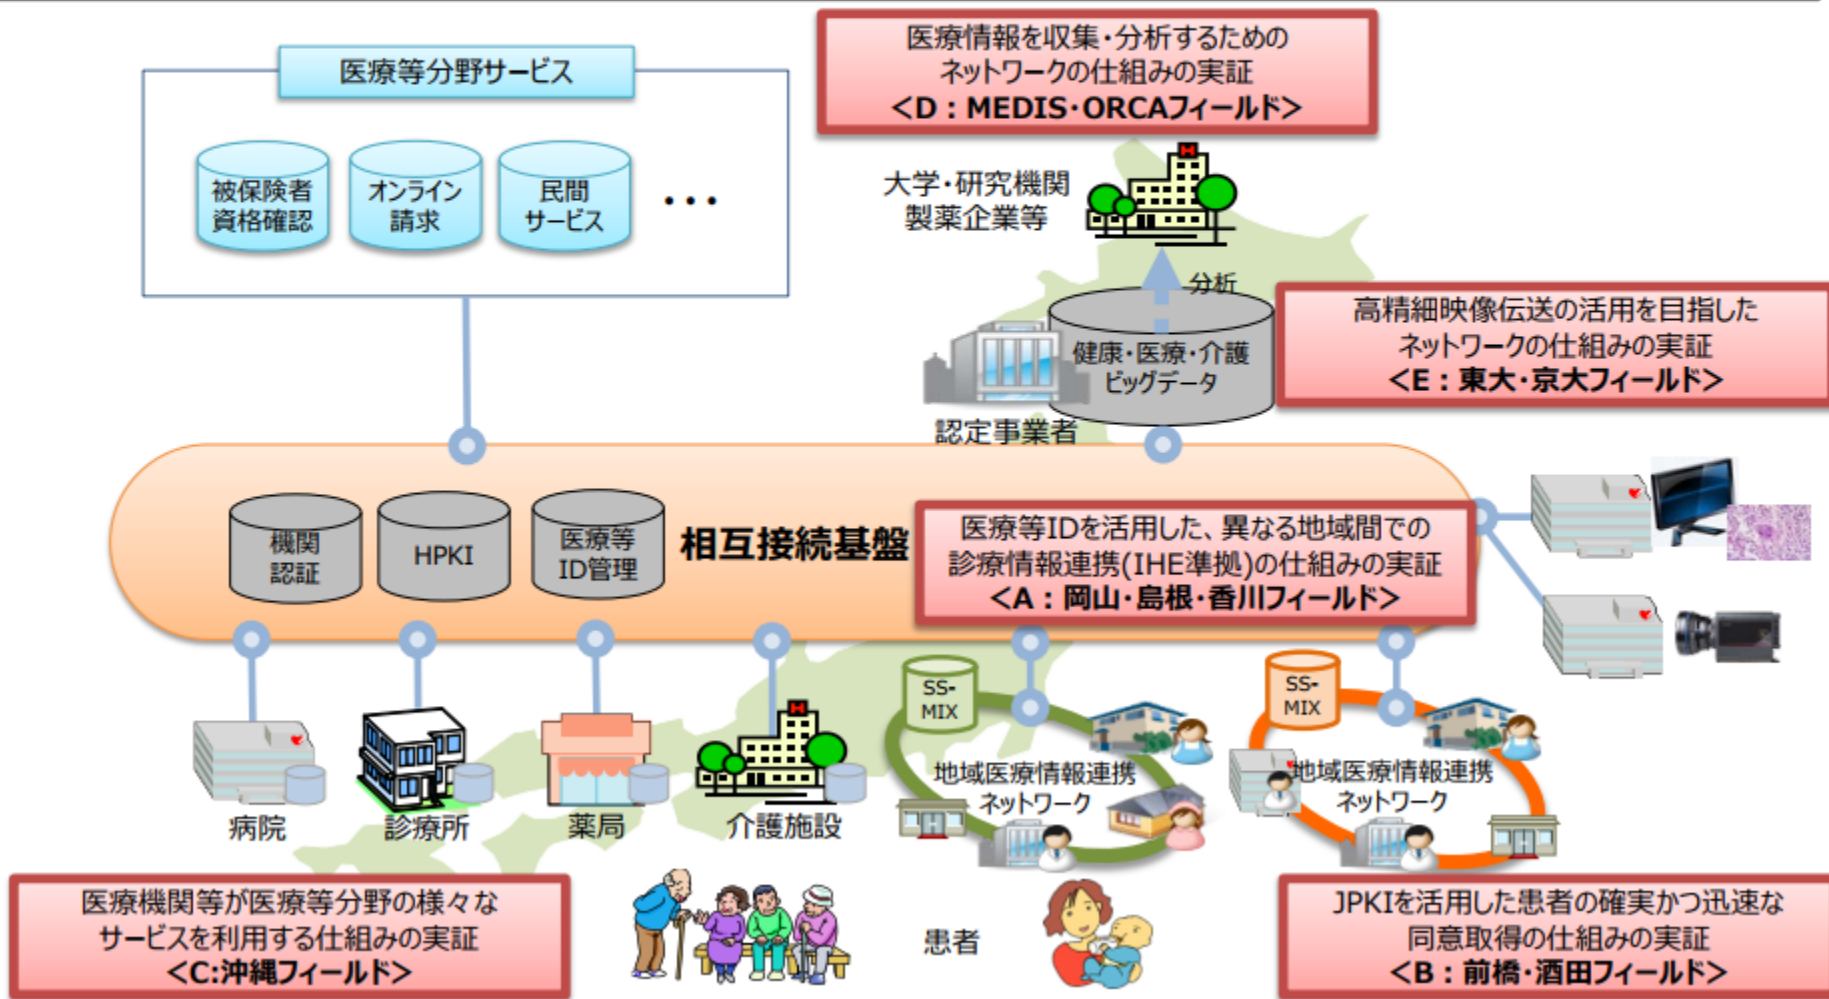 医療情報を収集・分析するための
ネットワークの仕組みの実証
<D：MEDIS・ORCAフィールド>
医療等分野サービス
被保険者
資格確認
オンライン
請求
民間
サービス
・・・
大学・研究機関
製薬企業等
分析
健康・医療・介護
ビッグデータ
認定事業者
高精細映像伝送の活用を目指した
ネットワークの仕組みの実証
<E：東大・京大フィールド>
機関
認証
HPKI
医療等
ID管理
相互接続基盤
医療等IDを活用した、異なる地域間での
診療情報連携(IHE準拠)の仕組みの実証
<A：岡山・島根・香川フィールド>
病院
診療所
薬局
介護施設
SS-
MIX
地域医療情報連携
ネットワーク
SS-
MIX
地域医療情報連携
ネットワーク
医療機関等が医療等分野の様々な
サービスを利用する仕組みの実証
<C:沖縄フィールド>
患者
JPKIを活用した患者の確実かつ迅速な
同意取得の仕組みの実証
<B：前橋・酒田フィールド>